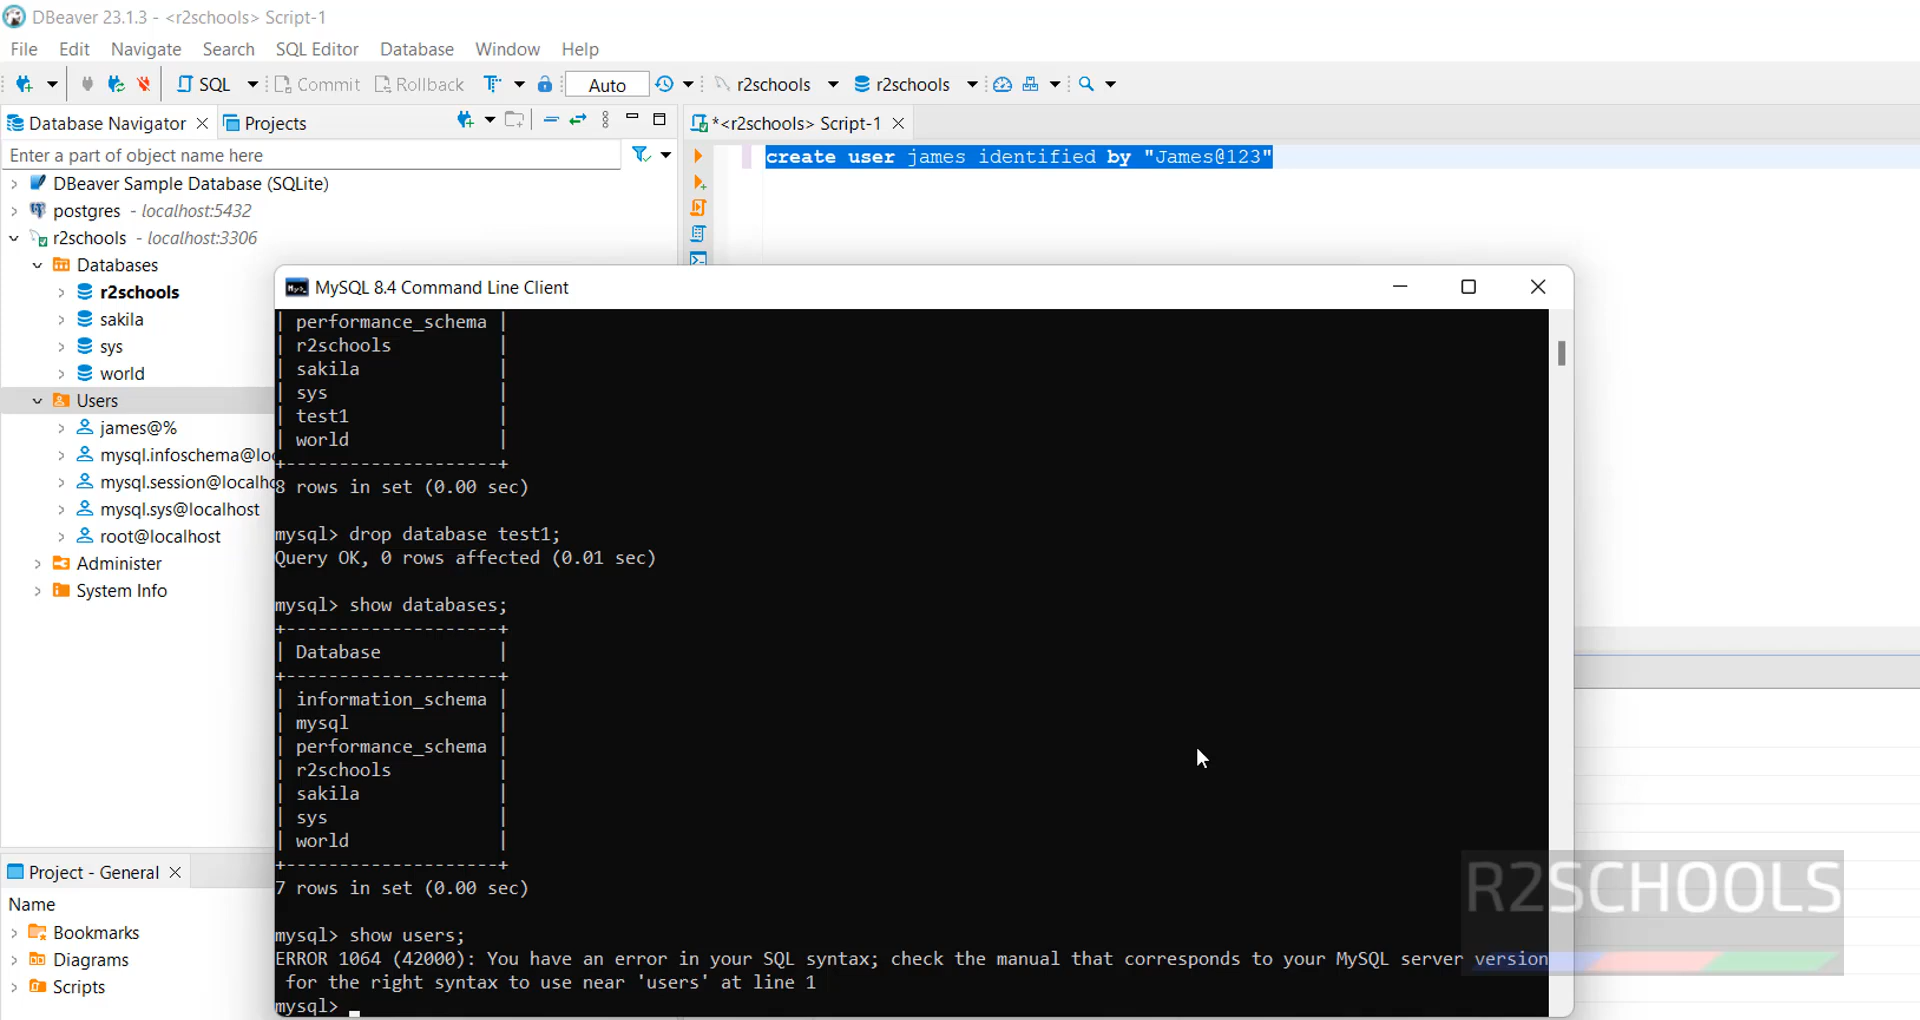 DBeaver 23.1.3 - <r2schools> Script-1
File Edit Navigate Search SQL Editor Database Window Help
SQL Commit Rollback Auto r2schools r2schools
Database Navigator Projects
*<r2schools> Script-1
Enter a part of object name here
create user james identified by "James@123"
DBeaver Sample Database (SQLite)
postgres - localhost:5432
r2schools - localhost:3306
Databases
r2schools
sakila
sys
world
Users
james@%
mysql.infoschema@loc
mysql.session@localho
mysql.sys@localhost
root@localhost
Administer
System Info
MySQL 8.4 Command Line Client
| performance_schema |
| r2schools |
| sakila |
| sys |
| test1 |
| world |
+--------------------+
8 rows in set (0.00 sec)
mysql> drop database test1;
Query OK, 0 rows affected (0.01 sec)
mysql> show databases;
+--------------------+
| Database |
+--------------------+
| information_schema |
| mysql |
| performance_schema |
| r2schools |
| sakila |
| sys |
| world |
+--------------------+
7 rows in set (0.00 sec)
mysql> show users;
ERROR 1064 (42000): You have an error in your SQL syntax; check the manual that corresponds to your MySQL server version
for the right syntax to use near 'users' at line 1
mysql>
Project - General
Name
Bookmarks
Diagrams
Scripts
R2SCHOOLS